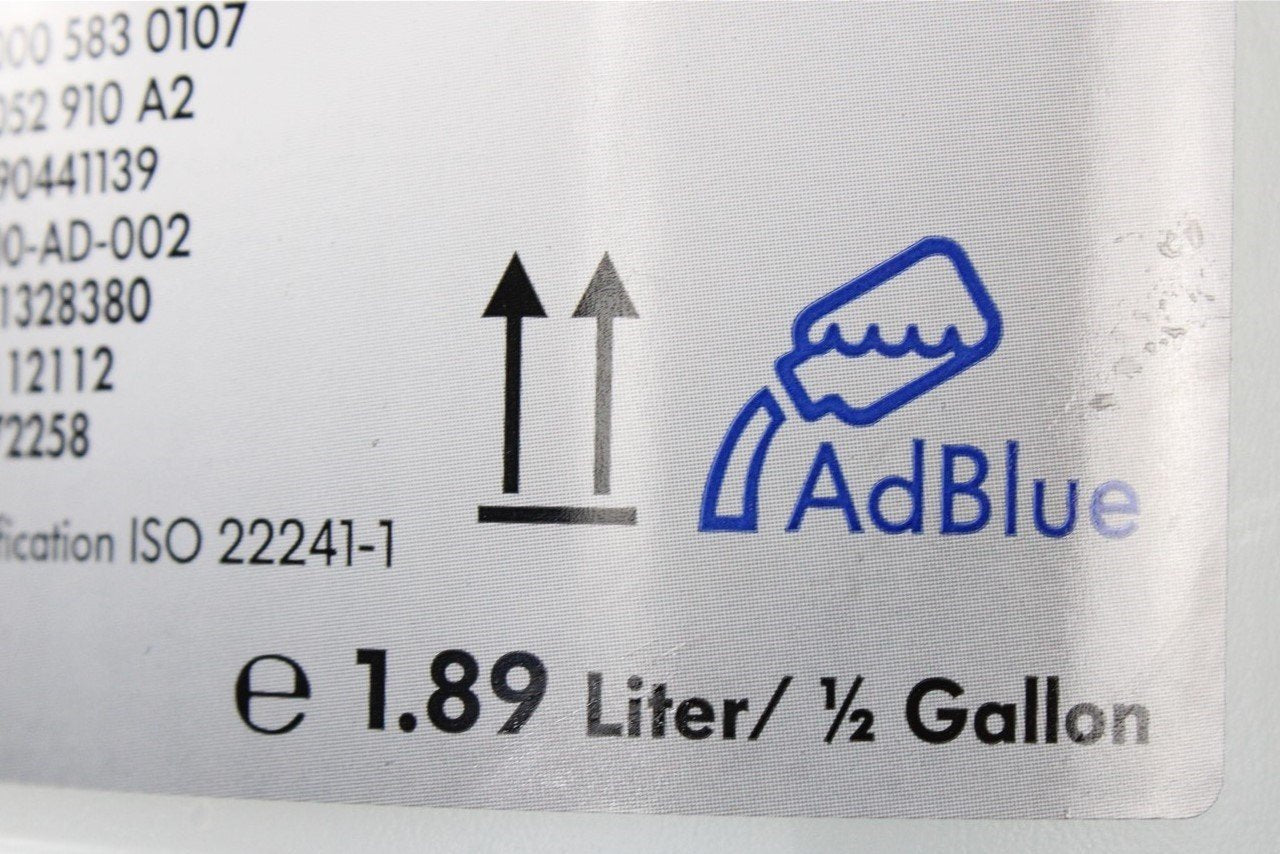 000 583 0107
052 910 A2
90441139
00-AD-002
1328380
12112
72258
fication ISO 22241-1
AdBlue
e 1.89 Liter/ ½ Gallon